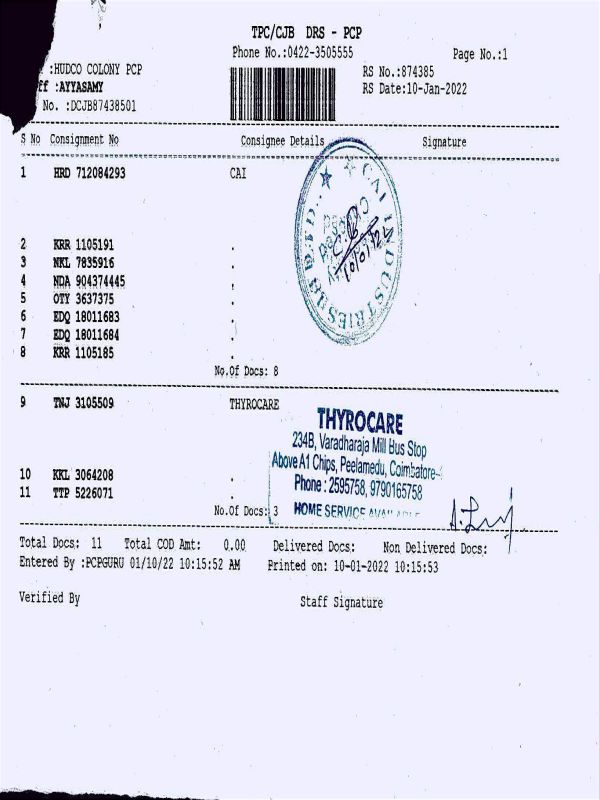 TPC/CJB DRS - PCP
Phone No.:0422-3505555
Page No.:1
:HUDCO COLONY PCP
RS No.:874385
ff :AYYASAMY
RS Date:10-Jan-2022
No. :DCJB87438501
S No Consignment No Consignee Details Signature
1 HRD 712084293 CAI
CAI INDUSTRIES
2 KRR 1105191 .
3 NKL 7835916 .
4 NDA 904374445 .
5 OTY 3637375 .
6 EDQ 18011683 .
7 EDQ 18011684 .
8 KRR 1105185 .
No.Of Docs: 8
9 TNJ 3105509 THYROCARE
THYROCARE
234B, Varadharaja Mill Bus Stop
Above A1 Chips, Peelamedu, Coimbatore-
Phone : 2595758, 9790165758
HOME SERVICE
10 KKL 3064208 .
11 TTP 5226071 .
No.Of Docs: 3
Total Docs: 11 Total COD Amt: 0.00 Delivered Docs: Non Delivered Docs:
Entered By :PCPGURU 01/10/22 10:15:52 AM Printed on: 10-01-2022 10:15:53
Verified By Staff Signature